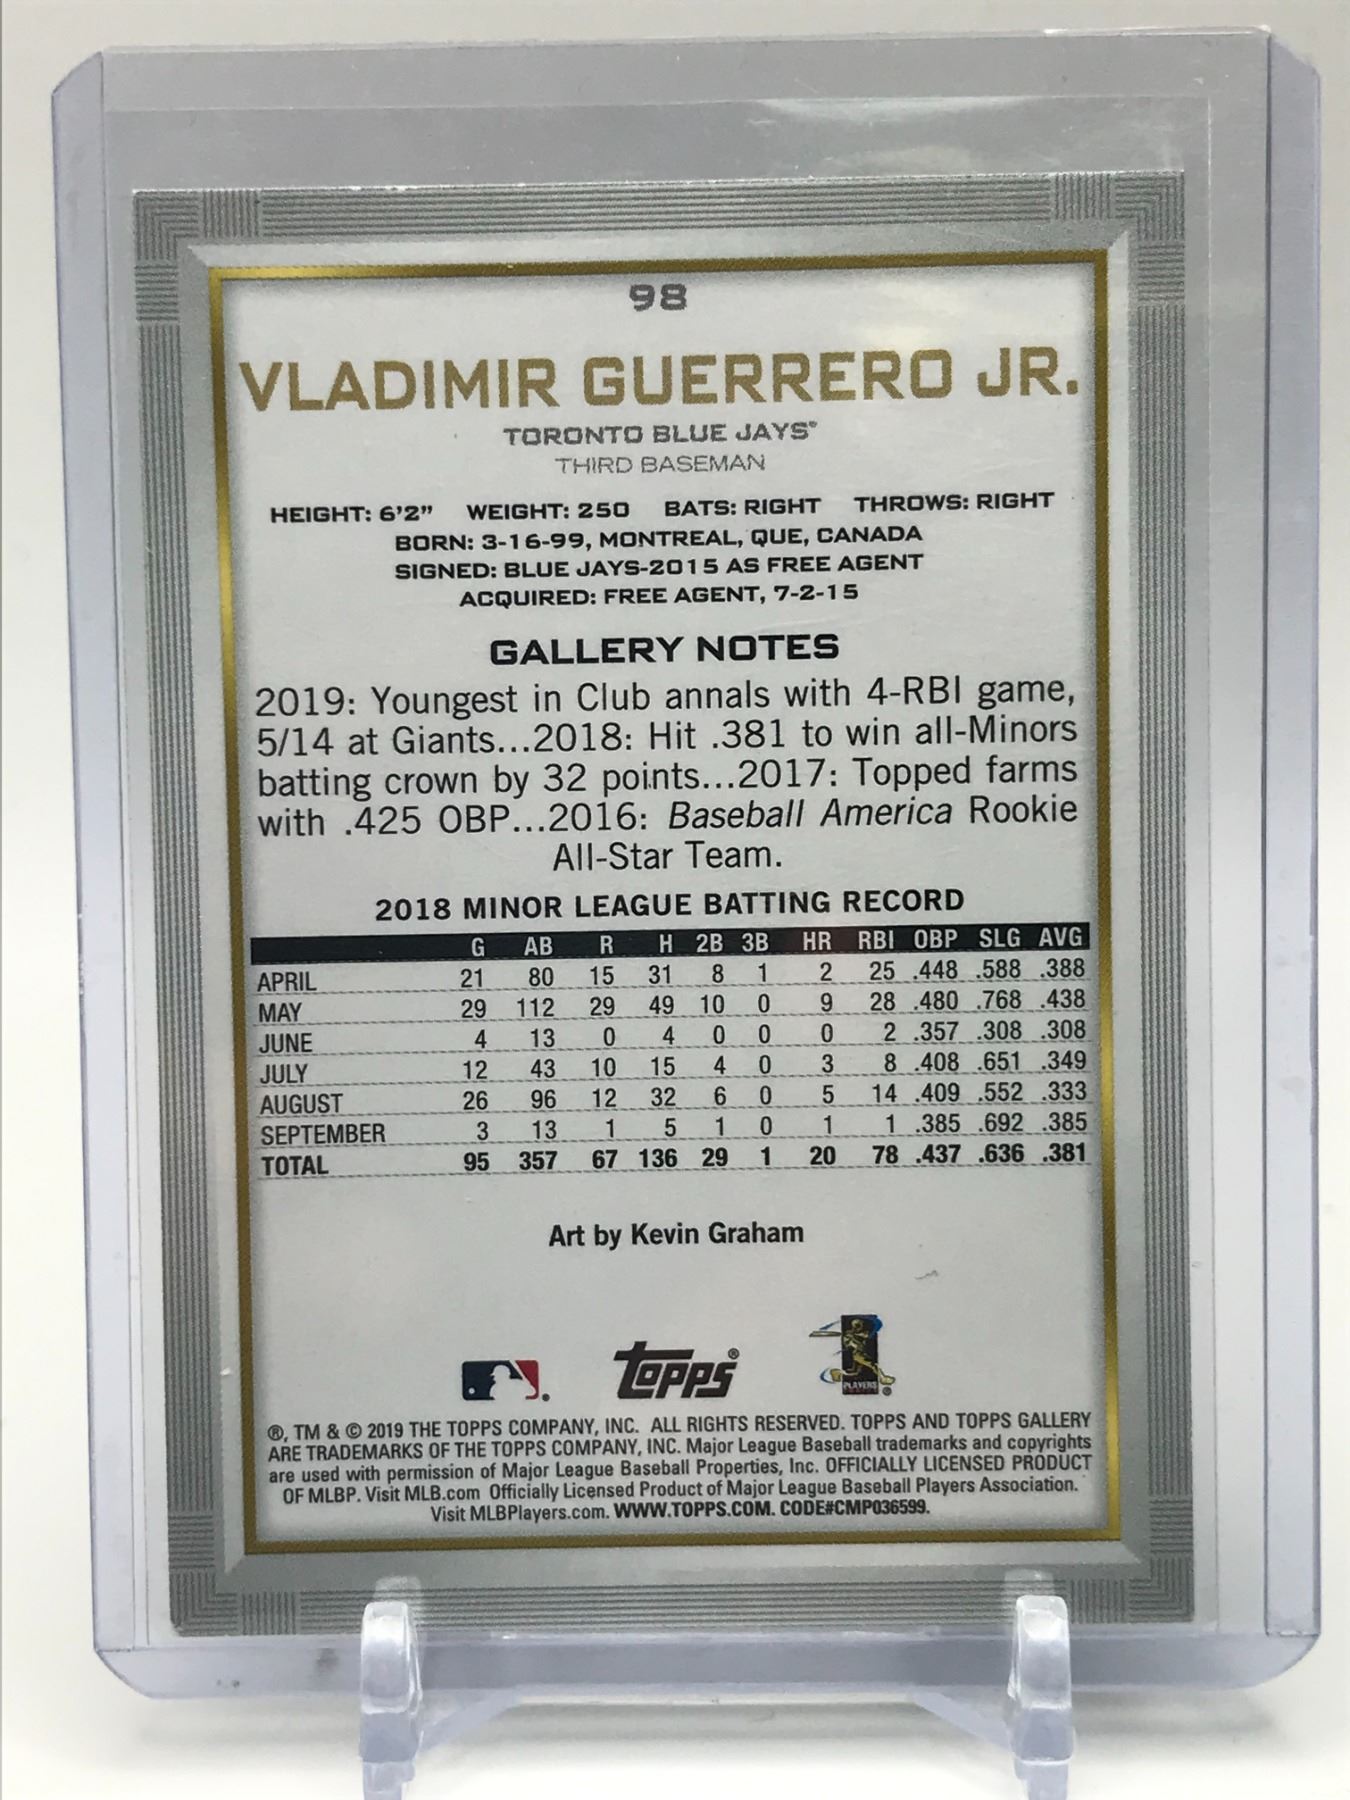 98
VLADIMIR GUERRERO JR.
TORONTO BLUE JAYS®
THIRD BASEMAN
HEIGHT: 6'2" WEIGHT: 250 BATS: RIGHT THROWS: RIGHT
BORN: 3-16-99, MONTREAL, QUE, CANADA
SIGNED: BLUE JAYS-2015 AS FREE AGENT
ACQUIRED: FREE AGENT, 7-2-15
GALLERY NOTES
2019: Youngest in Club annals with 4-RBI game,
5/14 at Giants...2018: Hit .381 to win all-Minors
batting crown by 32 points...2017: Topped farms
with .425 OBP...2016: Baseball America Rookie
All-Star Team.
2018 MINOR LEAGUE BATTING RECORD
G AB R H 2B 3B HR RBI OBP SLG AVG
APRIL 21 80 15 31 8 1 2 25 .448 .588 .388
MAY 29 112 29 49 10 0 9 28 .480 .768 .438
JUNE 4 13 0 4 0 0 0 2 .357 .308 .308
JULY 12 43 10 15 4 0 3 8 .408 .651 .349
AUGUST 26 96 12 32 6 0 5 14 .409 .552 .333
SEPTEMBER 3 13 1 5 1 0 1 1 .385 .692 .385
TOTAL 95 357 67 136 29 1 20 78 .437 .636 .381
Art by Kevin Graham
topps®
PLAYERS
®, TM & © 2019 THE TOPPS COMPANY, INC. ALL RIGHTS RESERVED. TOPPS AND TOPPS GALLERY
ARE TRADEMARKS OF THE TOPPS COMPANY, INC. Major League Baseball trademarks and copyrights
are used with permission of Major League Baseball Properties, Inc. OFFICIALLY LICENSED PRODUCT
OF MLBP. Visit MLB.com Officially Licensed Product of Major League Baseball Players Association.
Visit MLBPlayers.com. WWW.TOPPS.COM. CODE#CMP036599.